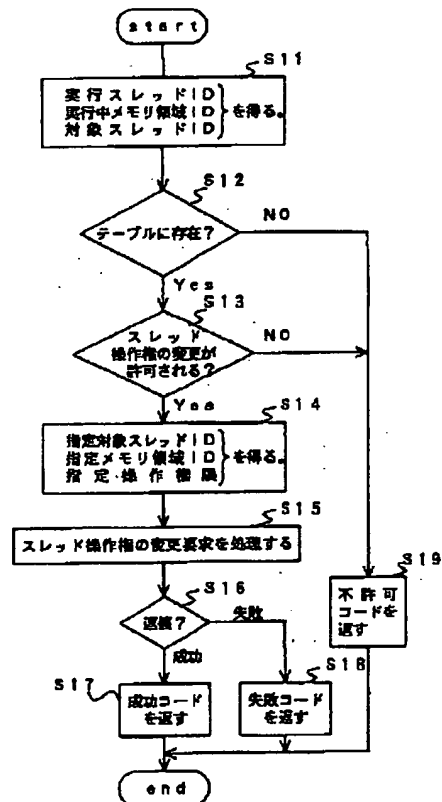 start
S11
実行スレッドID
実行中メモリ領域ID
対象スレッドID
を得る。
S12
テーブルに存在?
NO
Yes
S13
スレッド
操作権の変更が
許可される?
NO
Yes
S14
指定対象スレッドID
指定メモリ領域ID
指定操作権限
を得る。
S15
スレッド操作権の変更要求を処理する
S16
返値?
失敗
成功
S19
不許可
コードを
返す
S17
成功コード
を返す
S18
失敗コード
を返す
end